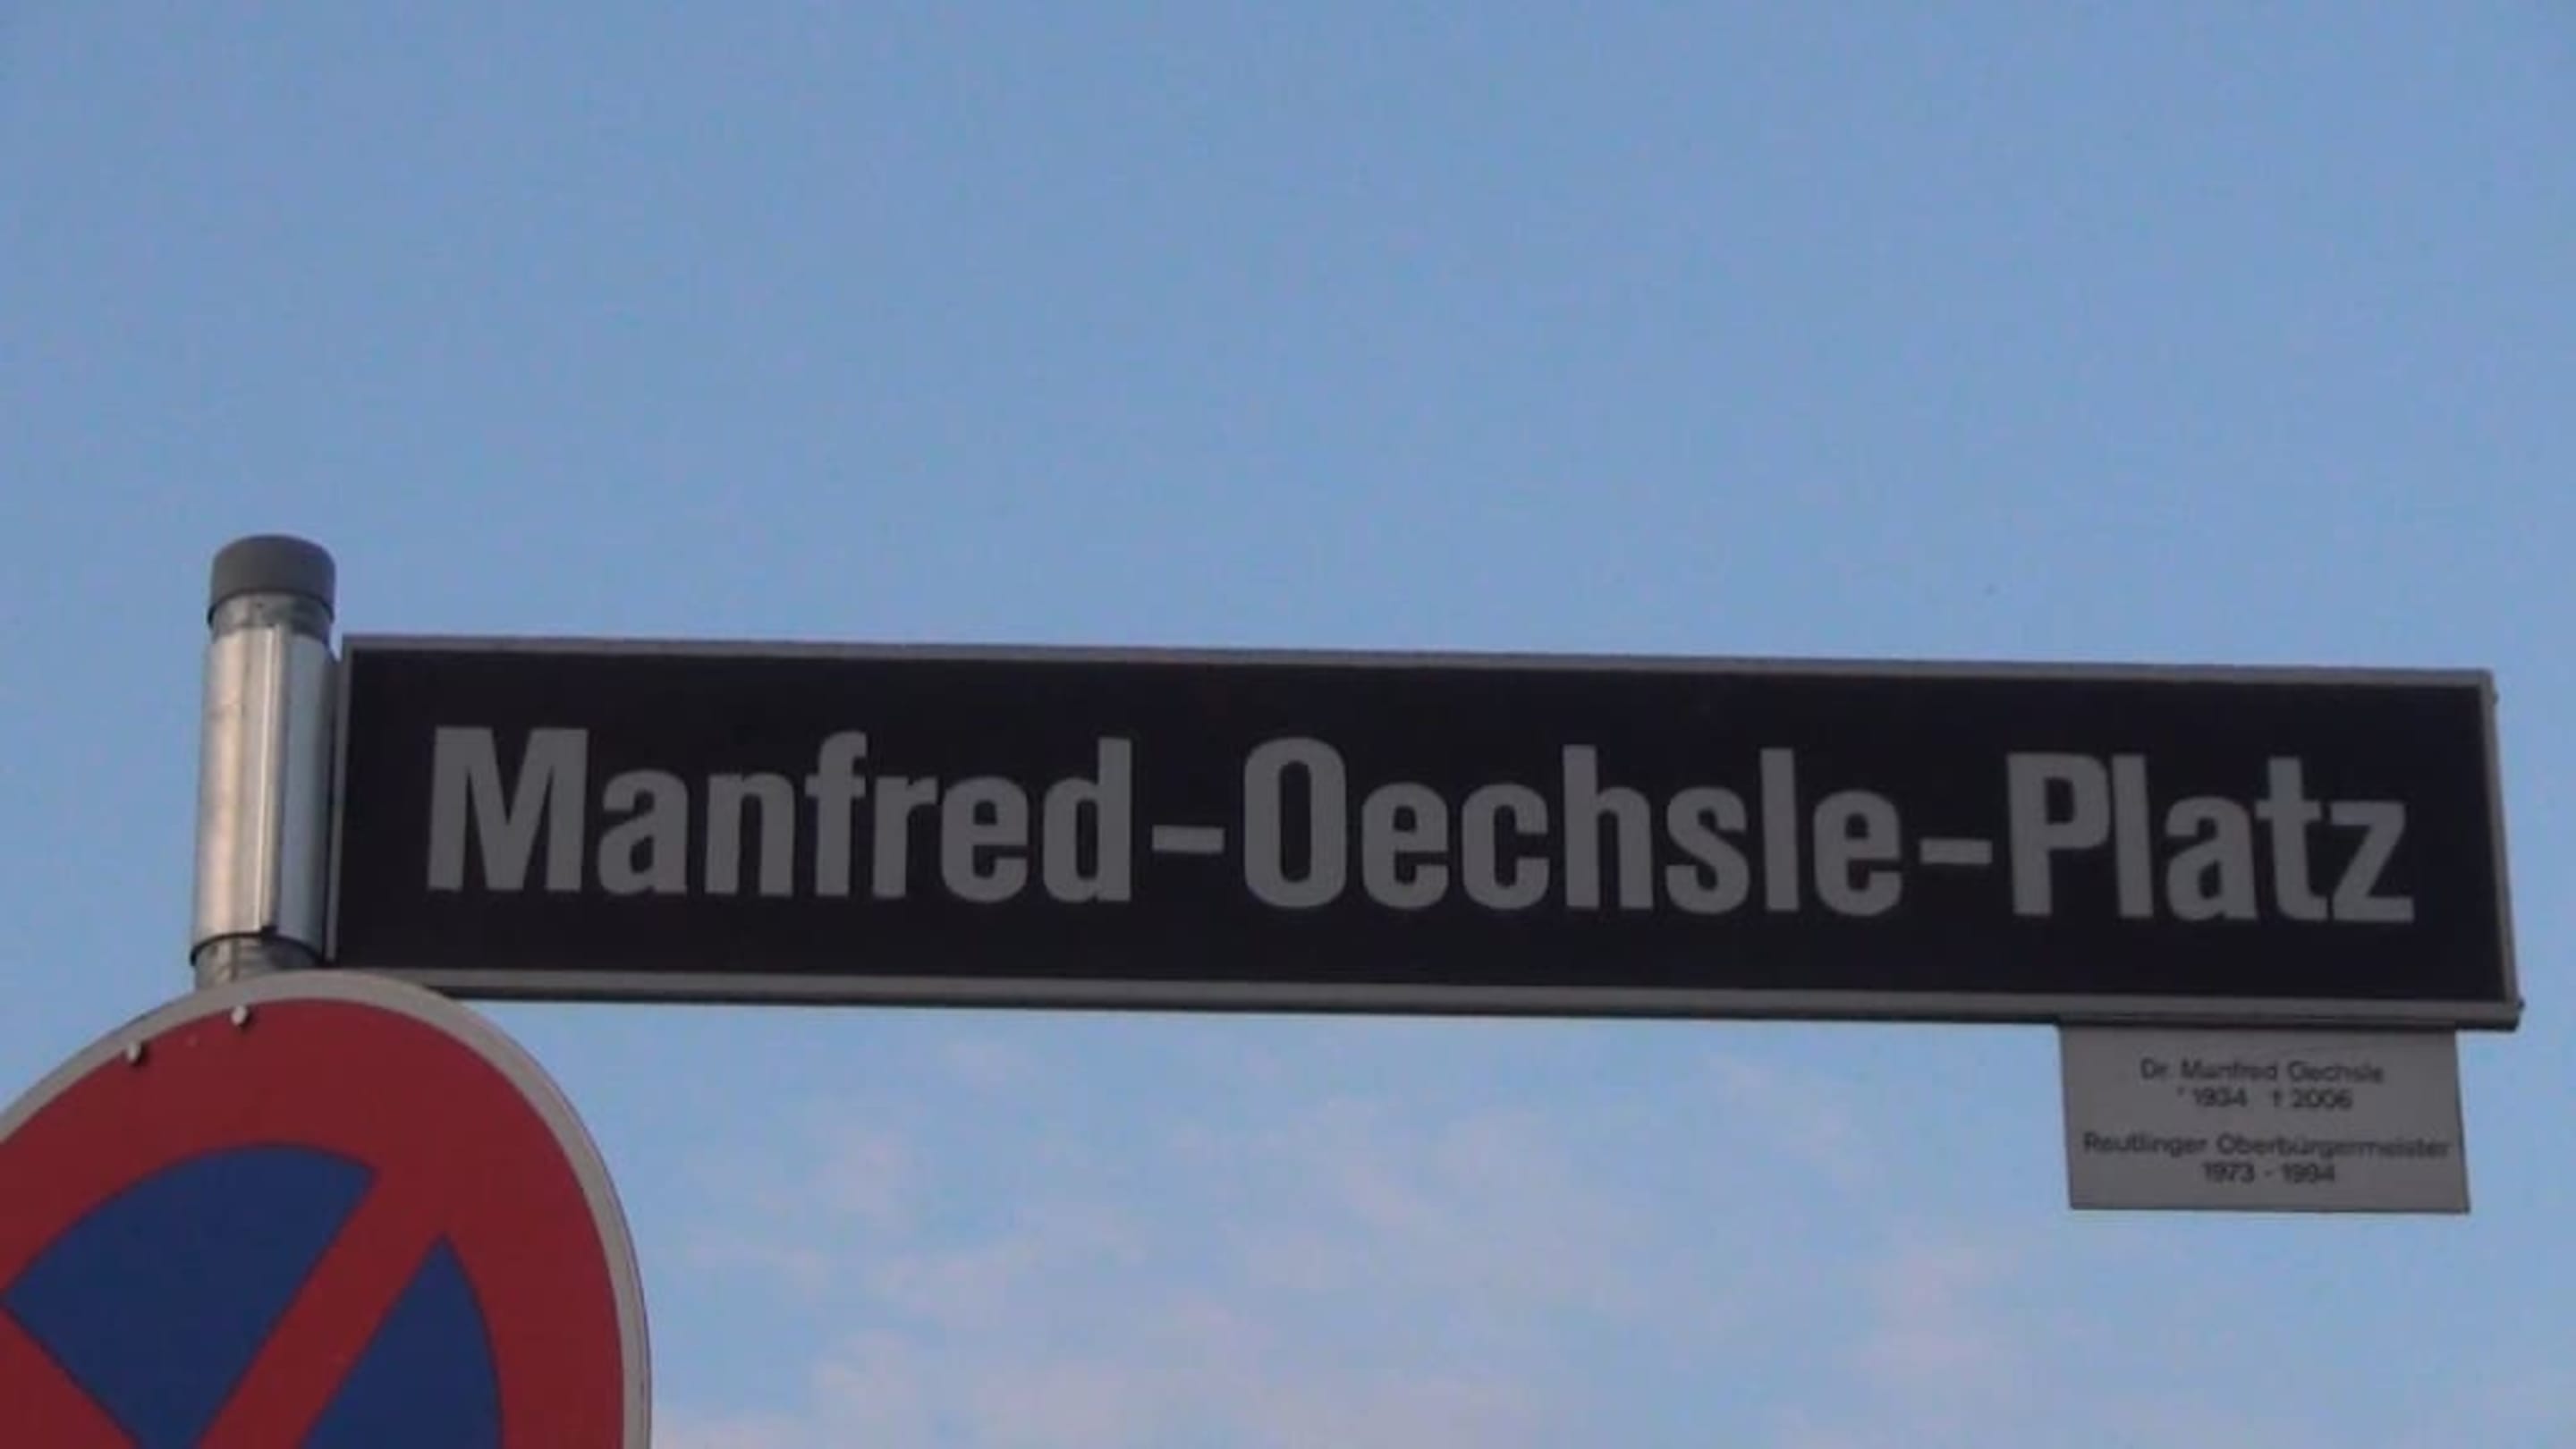 Manfred-Oechsle-Platz
Dr. Manfred Oechsle
* 1934 † 2006
Reutlinger Oberbürgermeister
1973 - 1994